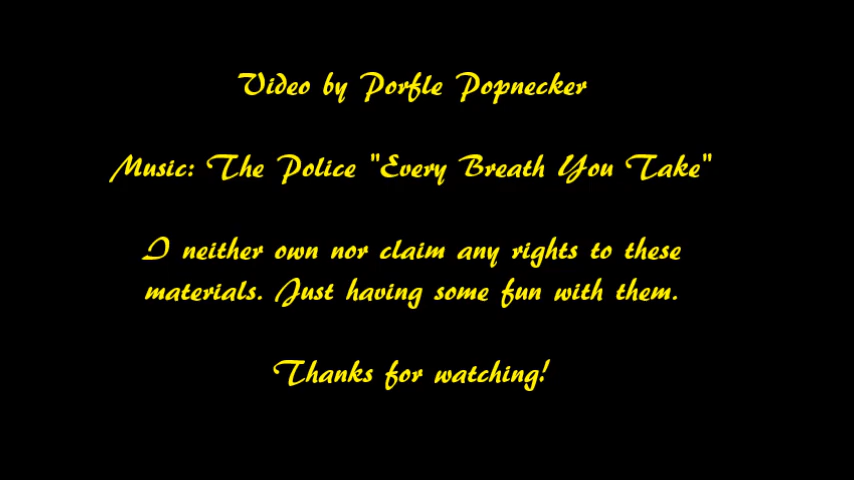 Video by Porfle Popnecker
Music: The Police "Every Breath You Take"
I neither own nor claim any rights to these
materials. Just having some fun with them.
Thanks for watching!